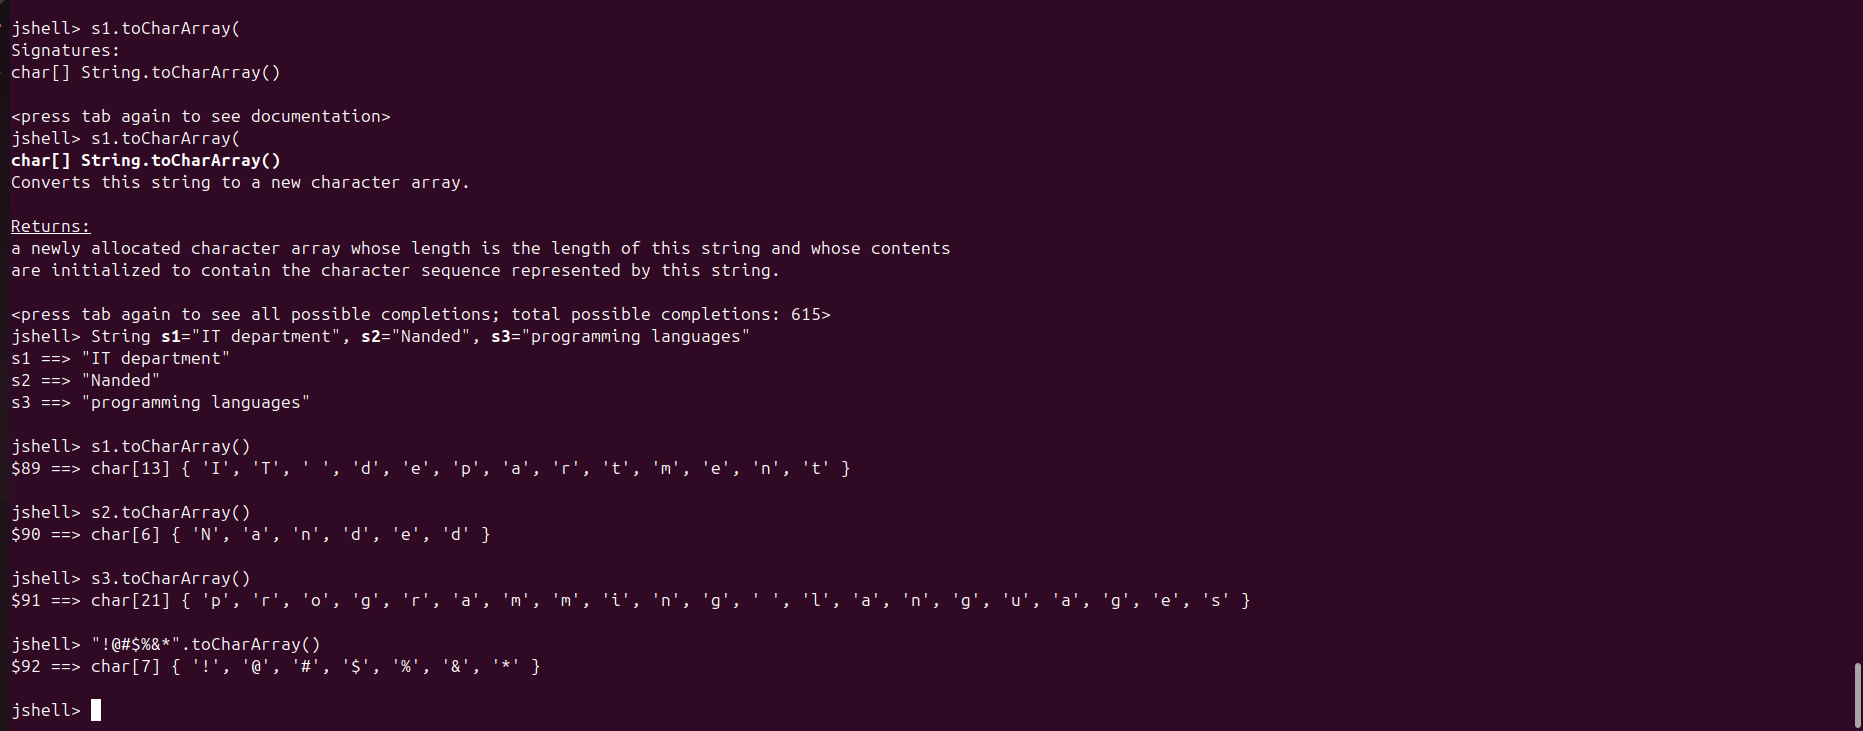 jshell> s1.toCharArray(
Signatures:
char[] String.toCharArray()
<press tab again to see documentation>
jshell> s1.toCharArray(
char[] String.toCharArray()
Converts this string to a new character array.
Returns:
a newly allocated character array whose length is the length of this string and whose contents
are initialized to contain the character sequence represented by this string.
<press tab again to see all possible completions; total possible completions: 615>
jshell> String s1="IT department", s2="Nanded", s3="programming languages"
s1 ==> "IT department"
s2 ==> "Nanded"
s3 ==> "programming languages"
jshell> s1.toCharArray()
$89 ==> char[13] { 'I', 'T', ' ', 'd', 'e', 'p', 'a', 'r', 't', 'm', 'e', 'n', 't' }
jshell> s2.toCharArray()
$90 ==> char[6] { 'N', 'a', 'n', 'd', 'e', 'd' }
jshell> s3.toCharArray()
$91 ==> char[21] { 'p', 'r', 'o', 'g', 'r', 'a', 'm', 'm', 'i', 'n', 'g', ' ', 'l', 'a', 'n', 'g', 'u', 'a', 'g', 'e', 's' }
jshell> "!@#$%&*".toCharArray()
$92 ==> char[7] { '!', '@', '#', '$', '%', '&', '*' }
jshell>